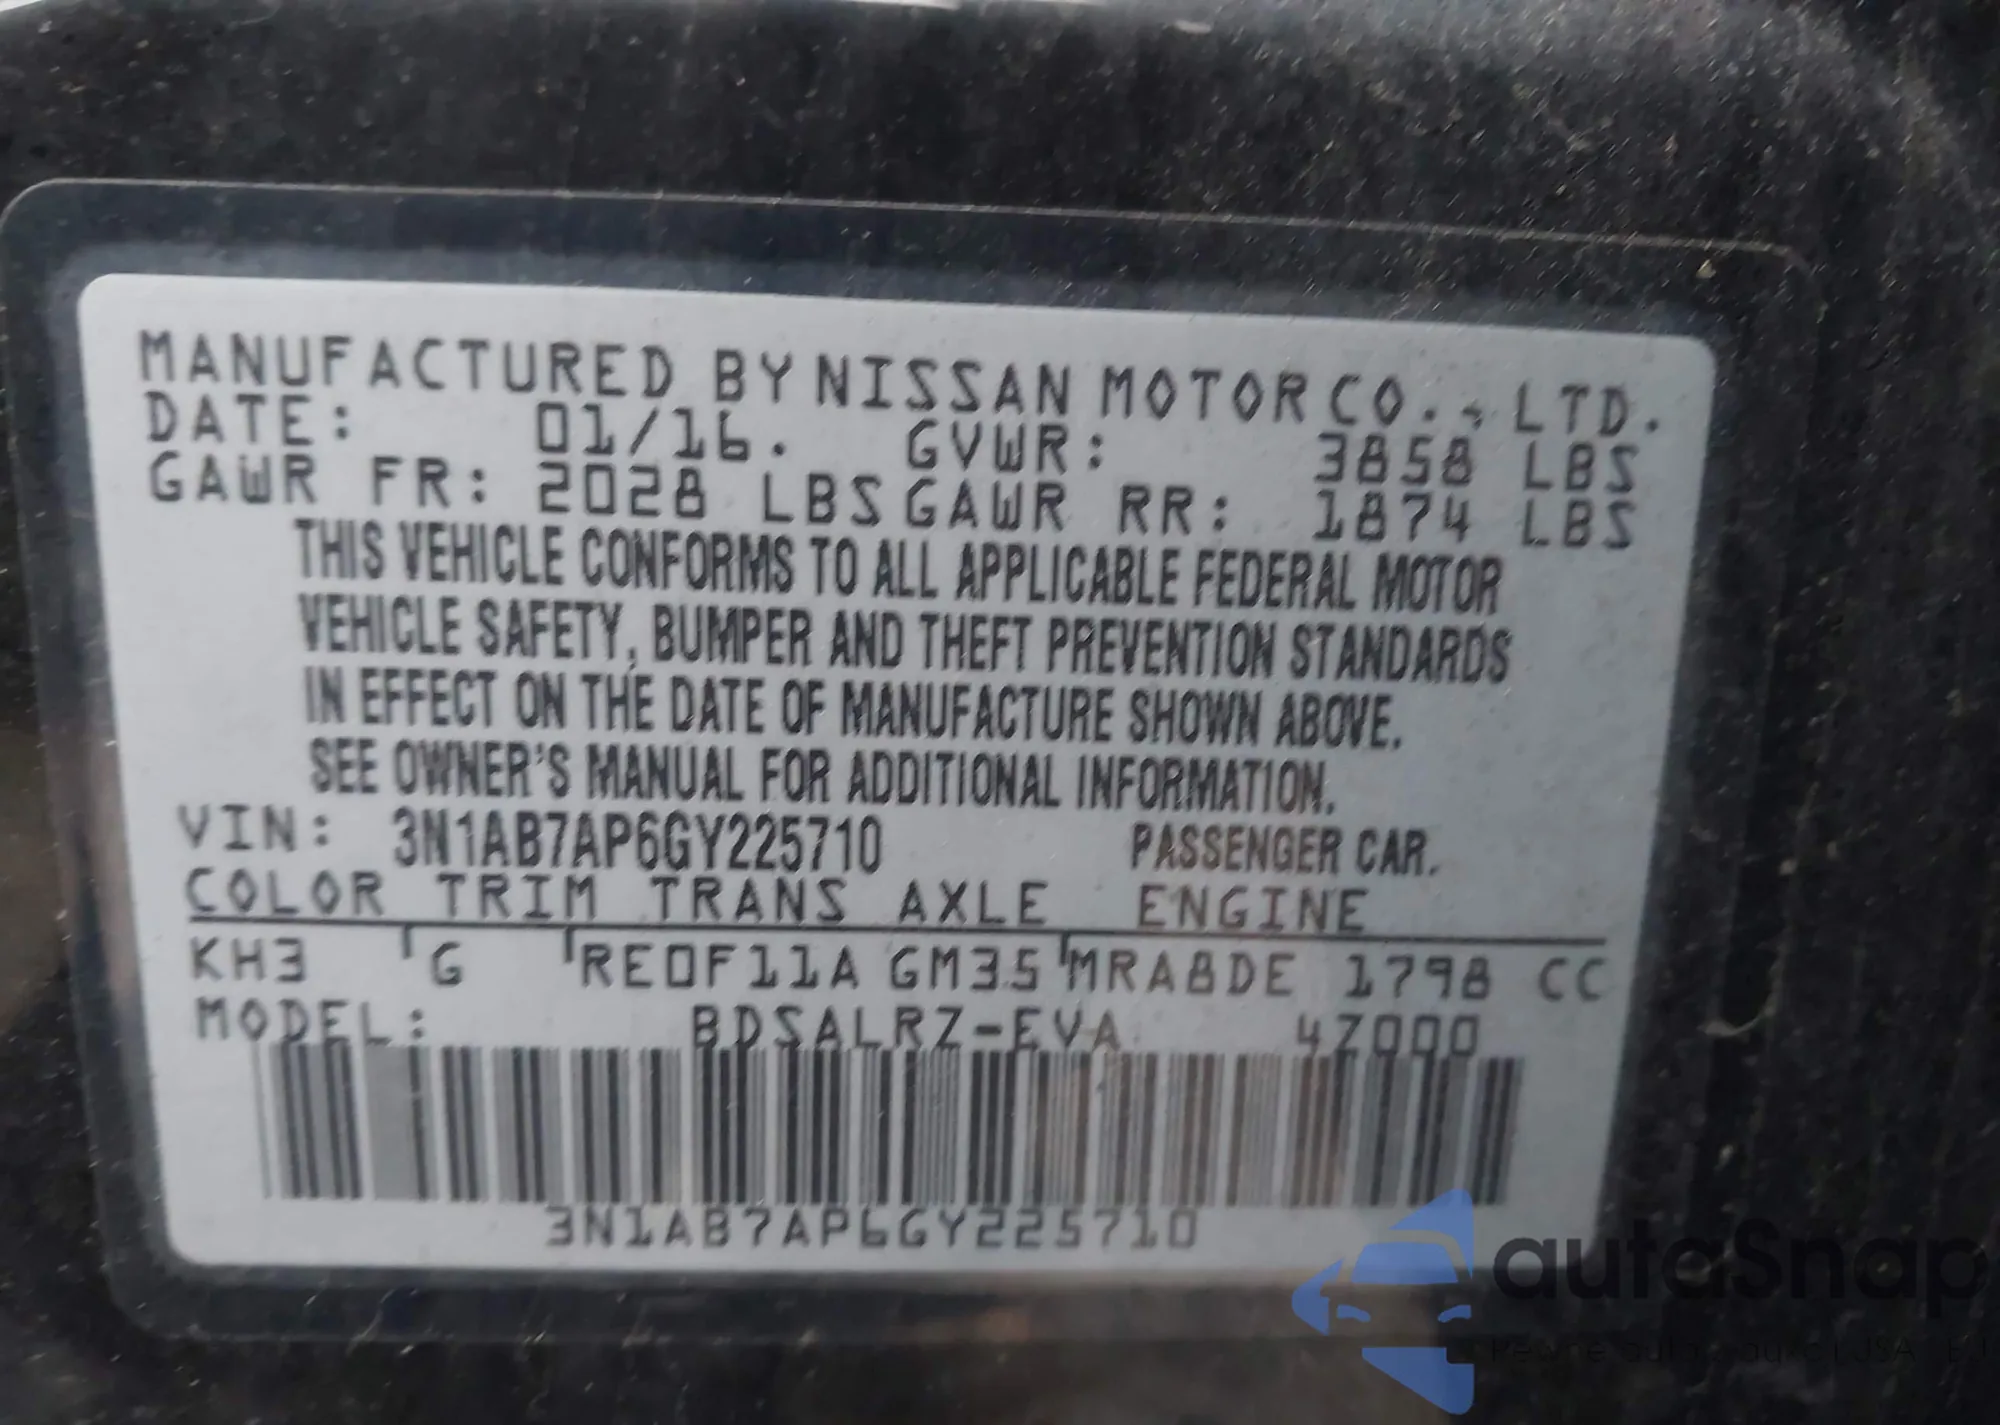 MANUFACTURED BY NISSAN MOTOR CO., LTD.
DATE: 01/16. GVWR: 3858 LBS
GAWR FR: 2028 LBS GAWR RR: 1874 LBS
THIS VEHICLE CONFORMS TO ALL APPLICABLE FEDERAL MOTOR
VEHICLE SAFETY, BUMPER AND THEFT PREVENTION STANDARDS
IN EFFECT ON THE DATE OF MANUFACTURE SHOWN ABOVE.
SEE OWNER'S MANUAL FOR ADDITIONAL INFORMATION.
VIN: 3N1AB7AP6GY225710 PASSENGER CAR.
COLOR TRIM TRANS AXLE ENGINE
KH3 G RE0F11A GM35 MRA8DE 1798 CC
MODEL: BDSALRZ-EVA 4Z000
3N1AB7AP6GY225710
autaSnap